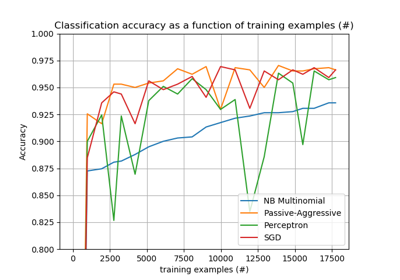 Classification accuracy as a function of training examples (#)
1.000
0.975
0.950
0.925
0.900
0.875
0.850
0.825
0.800
Accuracy
0
2500
5000
7500
10000
12500
15000
17500
training examples (#)
NB Multinomial
Passive-Aggressive
Perceptron
SGD